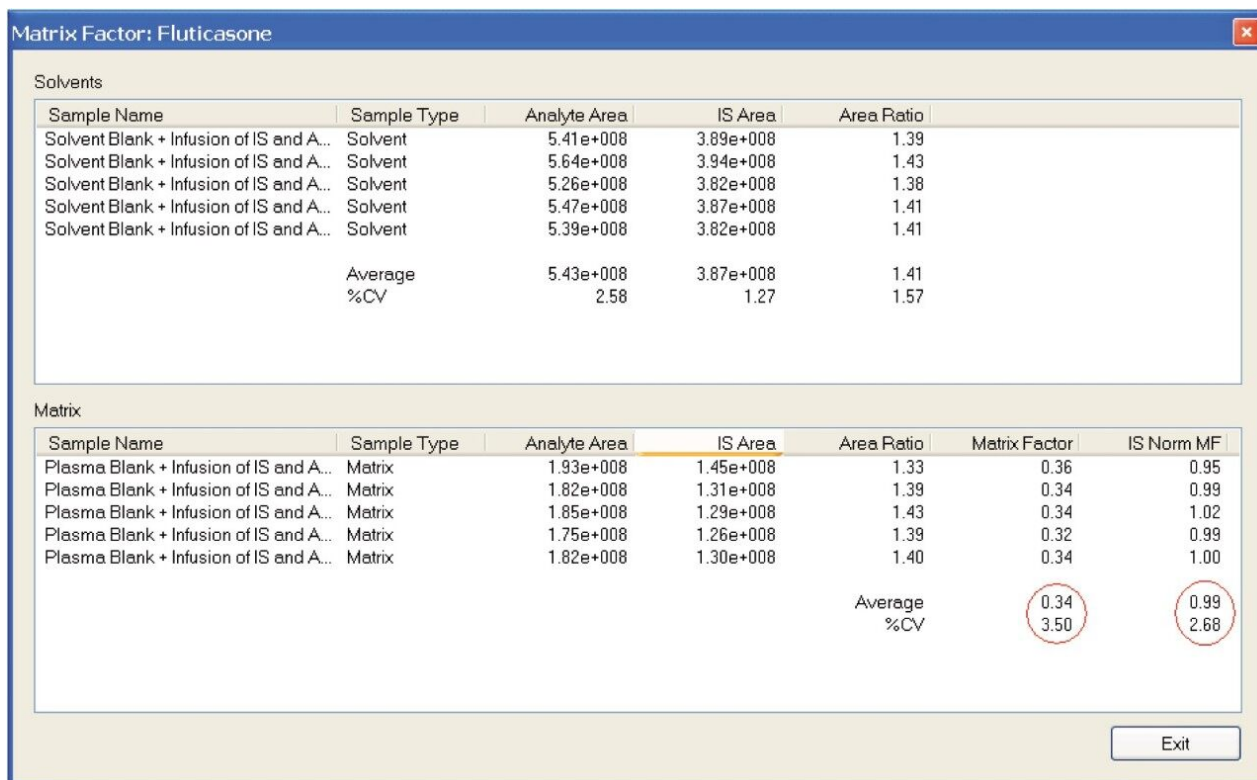 Matrix Factor: Fluticasone
Solvents
Sample Name Sample Type Analyte Area IS Area Area Ratio
Solvent Blank + Infusion of IS and A... Solvent 5.41e+008 3.89e+008 1.39
Solvent Blank + Infusion of IS and A... Solvent 5.64e+008 3.94e+008 1.43
Solvent Blank + Infusion of IS and A... Solvent 5.26e+008 3.82e+008 1.38
Solvent Blank + Infusion of IS and A... Solvent 5.47e+008 3.87e+008 1.41
Solvent Blank + Infusion of IS and A... Solvent 5.39e+008 3.82e+008 1.41
Average 5.43e+008 3.87e+008 1.41
%CV 2.58 1.27 1.57
Matrix
Sample Name Sample Type Analyte Area IS Area Area Ratio Matrix Factor IS Norm MF
Plasma Blank + Infusion of IS and A... Matrix 1.93e+008 1.45e+008 1.33 0.36 0.95
Plasma Blank + Infusion of IS and A... Matrix 1.82e+008 1.31e+008 1.39 0.34 0.99
Plasma Blank + Infusion of IS and A... Matrix 1.85e+008 1.29e+008 1.43 0.34 1.02
Plasma Blank + Infusion of IS and A... Matrix 1.75e+008 1.26e+008 1.39 0.32 0.99
Plasma Blank + Infusion of IS and A... Matrix 1.82e+008 1.30e+008 1.40 0.34 1.00
Average 0.34 0.99
%CV 3.50 2.68
Exit